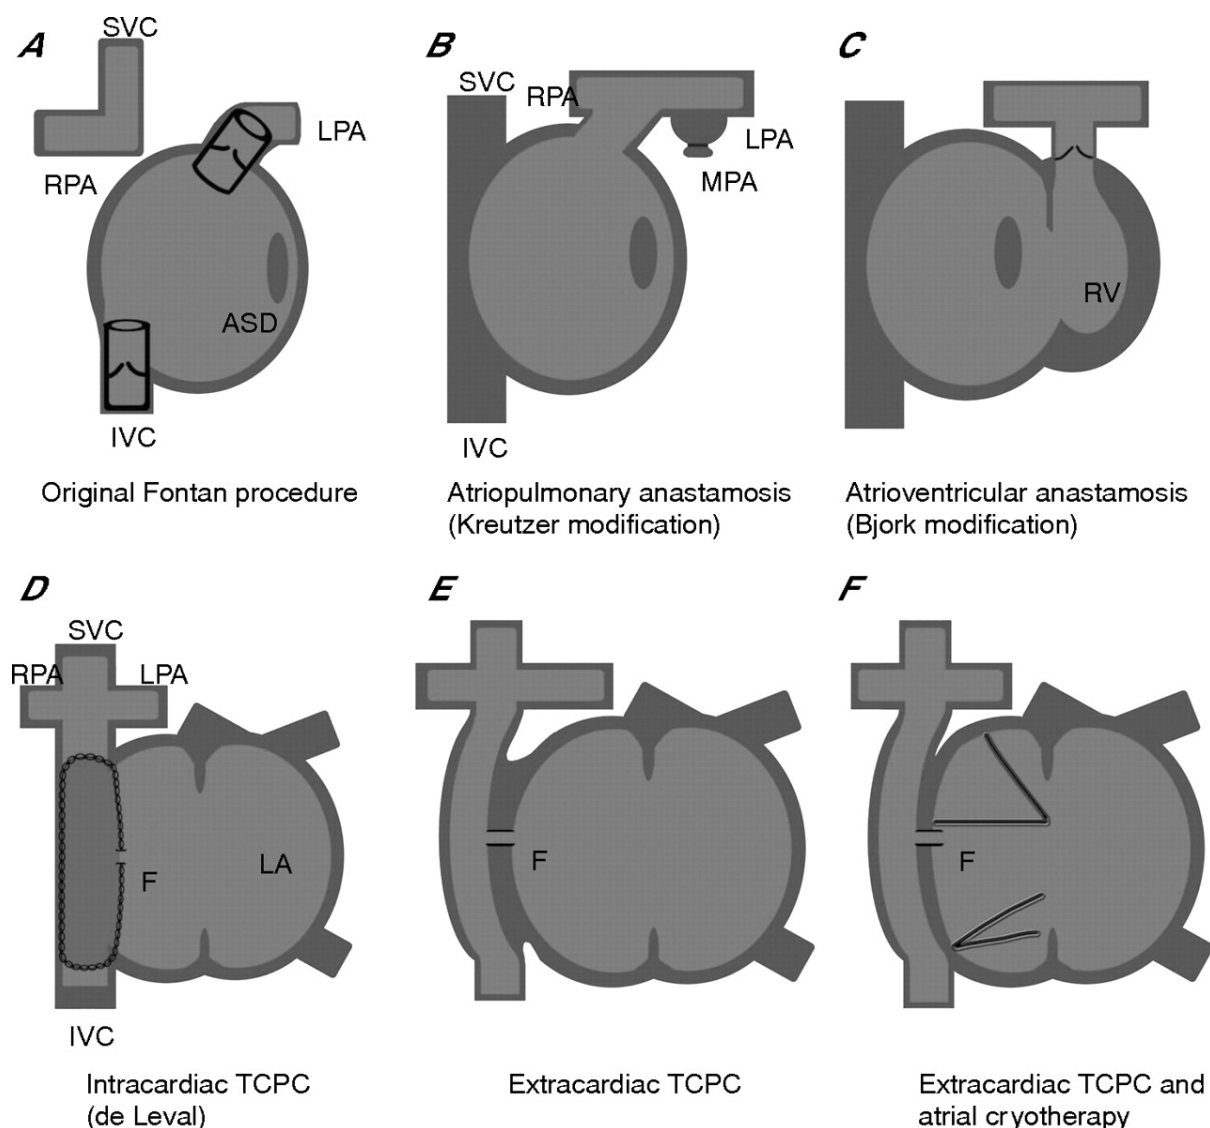 A
SVC
RPA
LPA
ASD
IVC
Original Fontan procedure
B
SVC
RPA
LPA
MPA
IVC
Atriopulmonary anastamosis
(Kreutzer modification)
C
RV
Atrioventricular anastamosis
(Bjork modification)
D
SVC
RPA
LPA
F
LA
IVC
Intracardiac TCPC
(de Leval)
E
F
Extracardiac TCPC
F
F
Extracardiac TCPC and
atrial cryotherapy